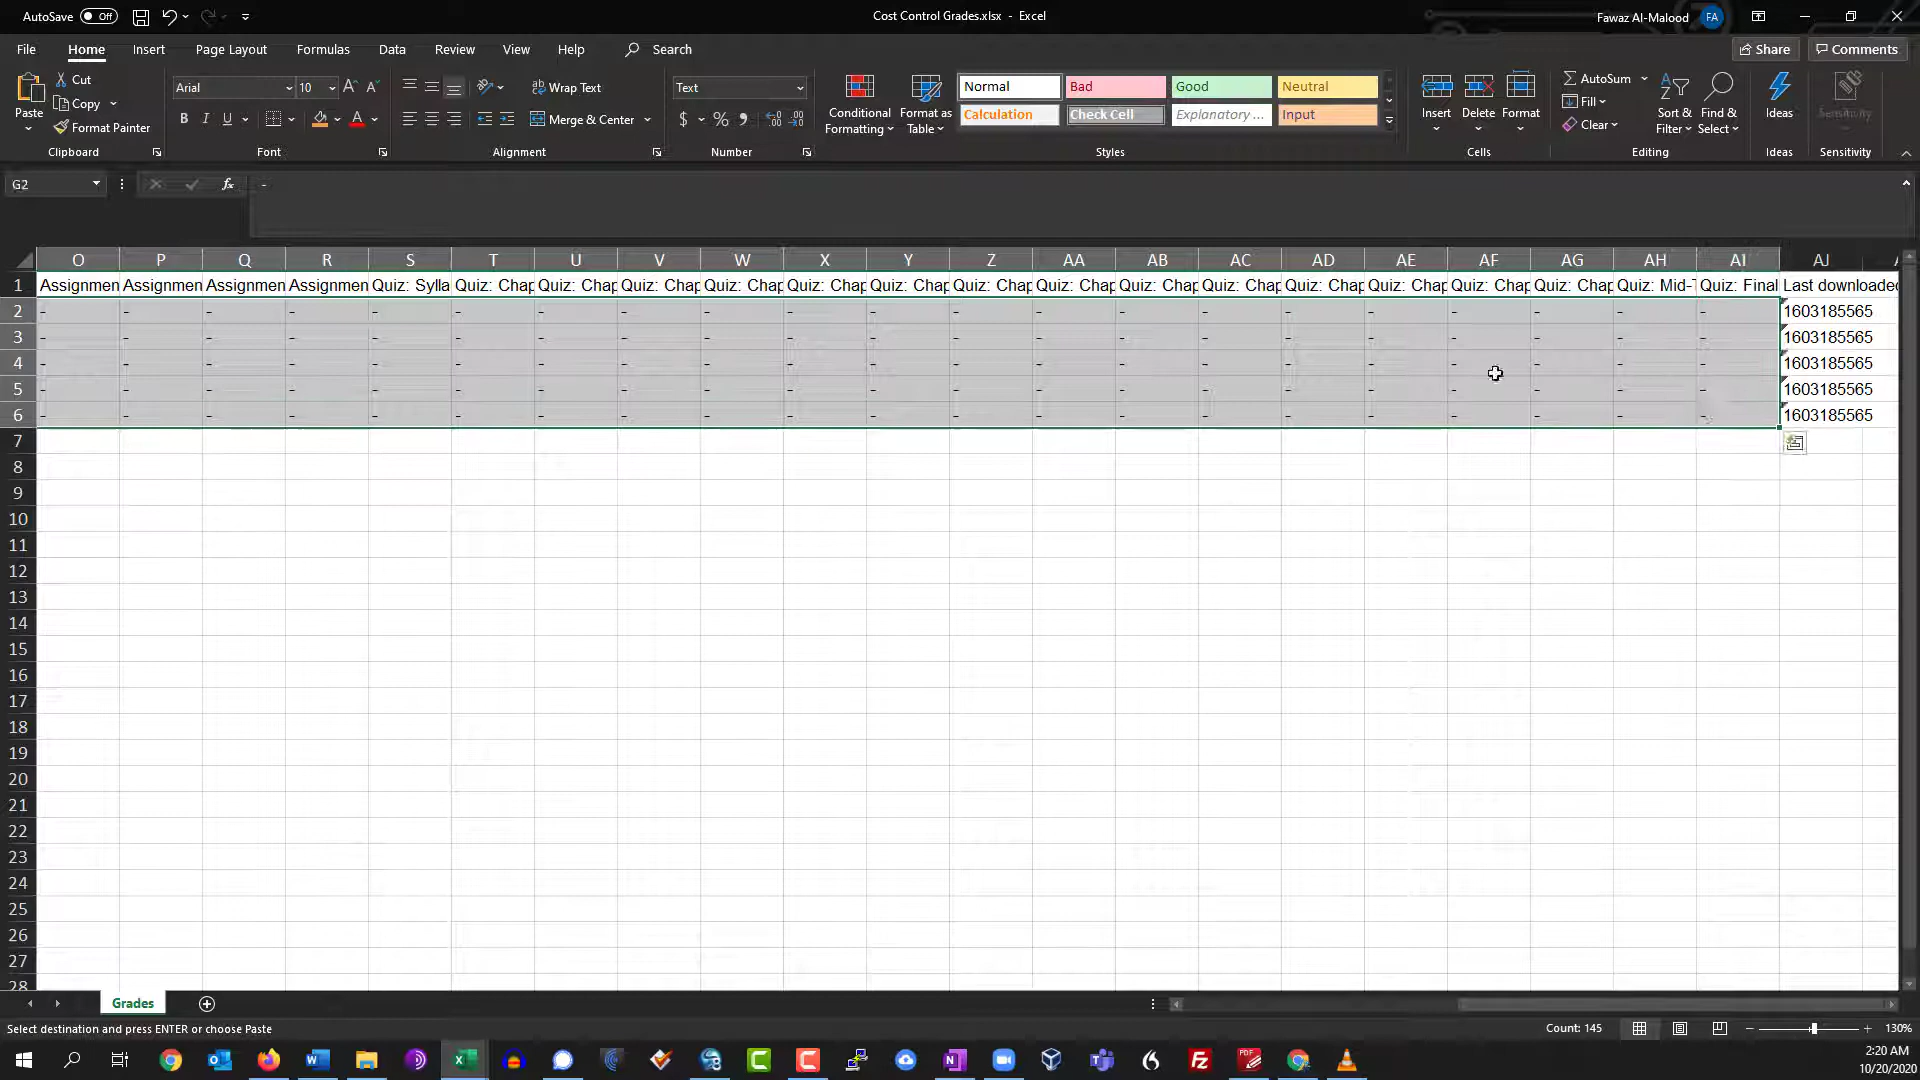 AutoSave Off Cost Control Grades.xlsx - Excel Fawaz Al-Malood FA
File Home Insert Page Layout Formulas Data Review View Help Search Share Comments
Paste
Cut
Copy
Format Painter
Clipboard
Arial 10
B I U
Font
Wrap Text
Merge & Center
Alignment
Text
$ % 9
Number
Conditional
Formatting
Format as
Table
Normal Bad Good Neutral
Calculation Check Cell Explanatory ... Input
Styles
Insert Delete Format
Cells
AutoSum
Fill
Clear
Sort &
Filter
Find &
Select
Editing
Ideas
Ideas
Sensitivity
Sensitivity
G2 fx -
O P Q R S T U V W X Y Z AA AB AC AD AE AF AG AH AI AJ
1 Assignmen Assignmen Assignmen Assignmen Quiz: Sylla Quiz: Chap Quiz: Chap Quiz: Chap Quiz: Chap Quiz: Chap Quiz: Chap Quiz: Chap Quiz: Chap Quiz: Chap Quiz: Chap Quiz: Chap Quiz: Chap Quiz: Chap Quiz: Chap Quiz: Mid-T Quiz: Final Last downloaded
2 - - - - - - - - - - - - - - - - - - - - - 1603185565
3 - - - - - - - - - - - - - - - - - - - - - 1603185565
4 - - - - - - - - - - - - - - - - - - - - - 1603185565
5 - - - - - - - - - - - - - - - - - - - - - 1603185565
6 - - - - - - - - - - - - - - - - - - - - - 1603185565
7
8
9
10
11
12
13
14
15
16
17
18
19
20
21
22
23
24
25
26
27
28
Grades
Select destination and press ENTER or choose Paste Count: 145 130%
2:20 AM
10/20/2020